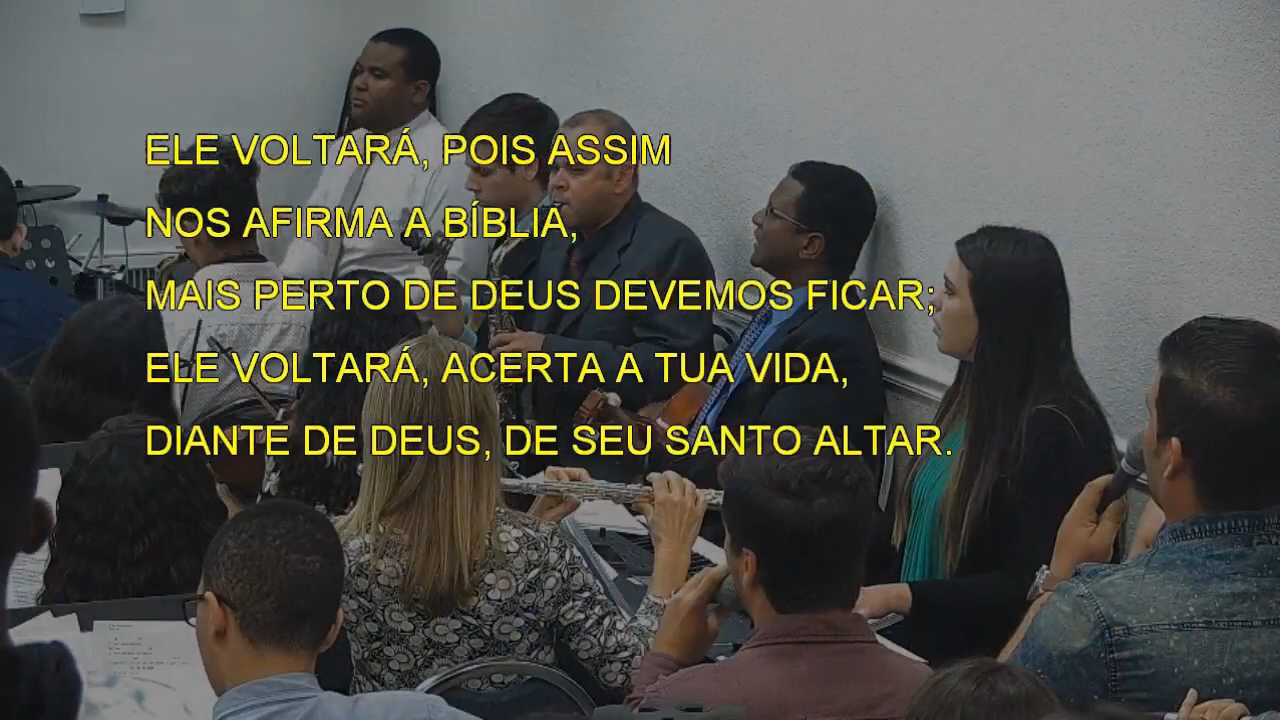 ELE VOLTARÁ, POIS ASSIM
NOS AFIRMA A BÍBLIA,
MAIS PERTO DE DEUS DEVEMOS FICAR;
ELE VOLTARÁ, ACERTA A TUA VIDA,
DIANTE DE DEUS, DE SEU SANTO ALTAR.